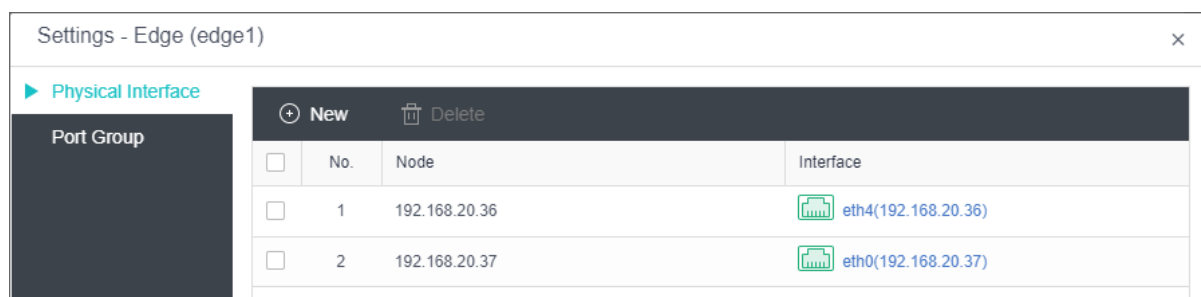 Settings - Edge (edge1)
Physical Interface
Port Group
New Delete
No. Node Interface
1 192.168.20.36 eth4(192.168.20.36)
2 192.168.20.37 eth0(192.168.20.37)